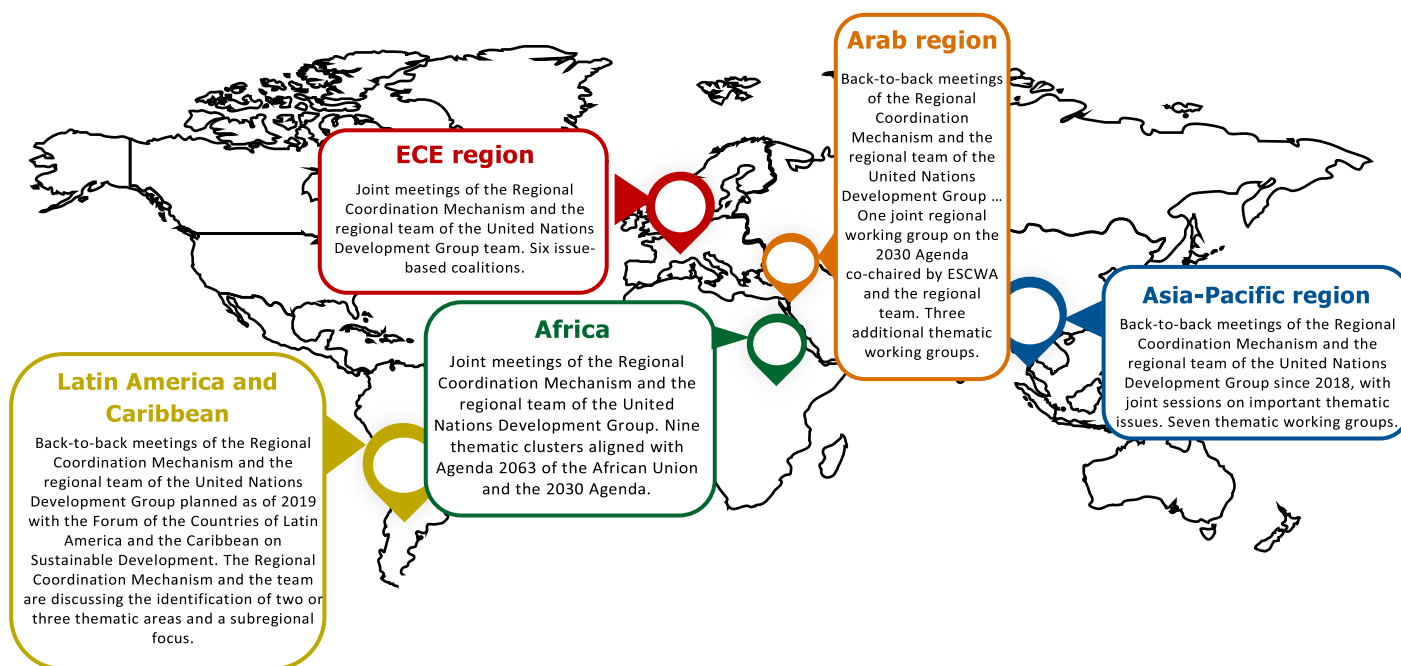 Arab region
Back-to-back meetings
of the Regional
Coordination
Mechanism and the
regional team of the
United Nations
Development Group ...
One joint regional
working group on the
2030 Agenda
co-chaired by ESCWA
and the regional
team. Three
additional thematic
working groups.
ECE region
Joint meetings of the Regional
Coordination Mechanism and the
regional team of the United Nations
Development Group team. Six issue-
based coalitions.
Asia-Pacific region
Back-to-back meetings of the Regional
Coordination Mechanism and the
regional team of the United Nations
Development Group since 2018, with
joint sessions on important thematic
issues. Seven thematic working groups.
Africa
Joint meetings of the Regional
Coordination Mechanism and the
regional team of the United
Nations Development Group. Nine
thematic clusters aligned with
Agenda 2063 of the African Union
and the 2030 Agenda.
Latin America and
Caribbean
Back-to-back meetings of the Regional
Coordination Mechanism and the
regional team of the United Nations
Development Group planned as of 2019
with the Forum of the Countries of Latin
America and the Caribbean on
Sustainable Development. The Regional
Coordination Mechanism and the team
are discussing the identification of two or
three thematic areas and a subregional
focus.